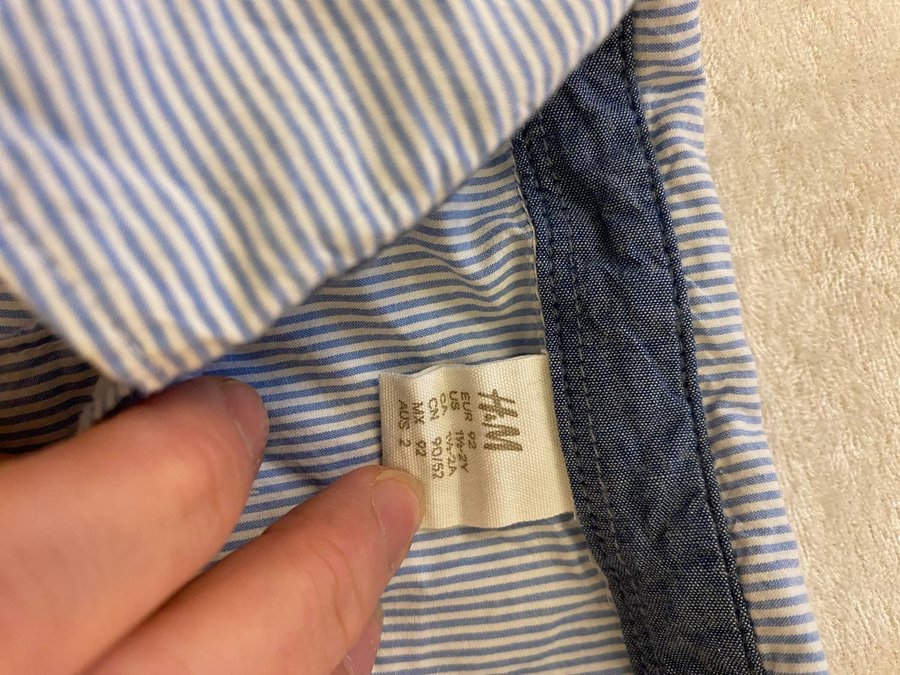 H&M
EUR 92
US 1½-2Y
CA 1½-2A
CN 90/52
MX 92
AUS 2